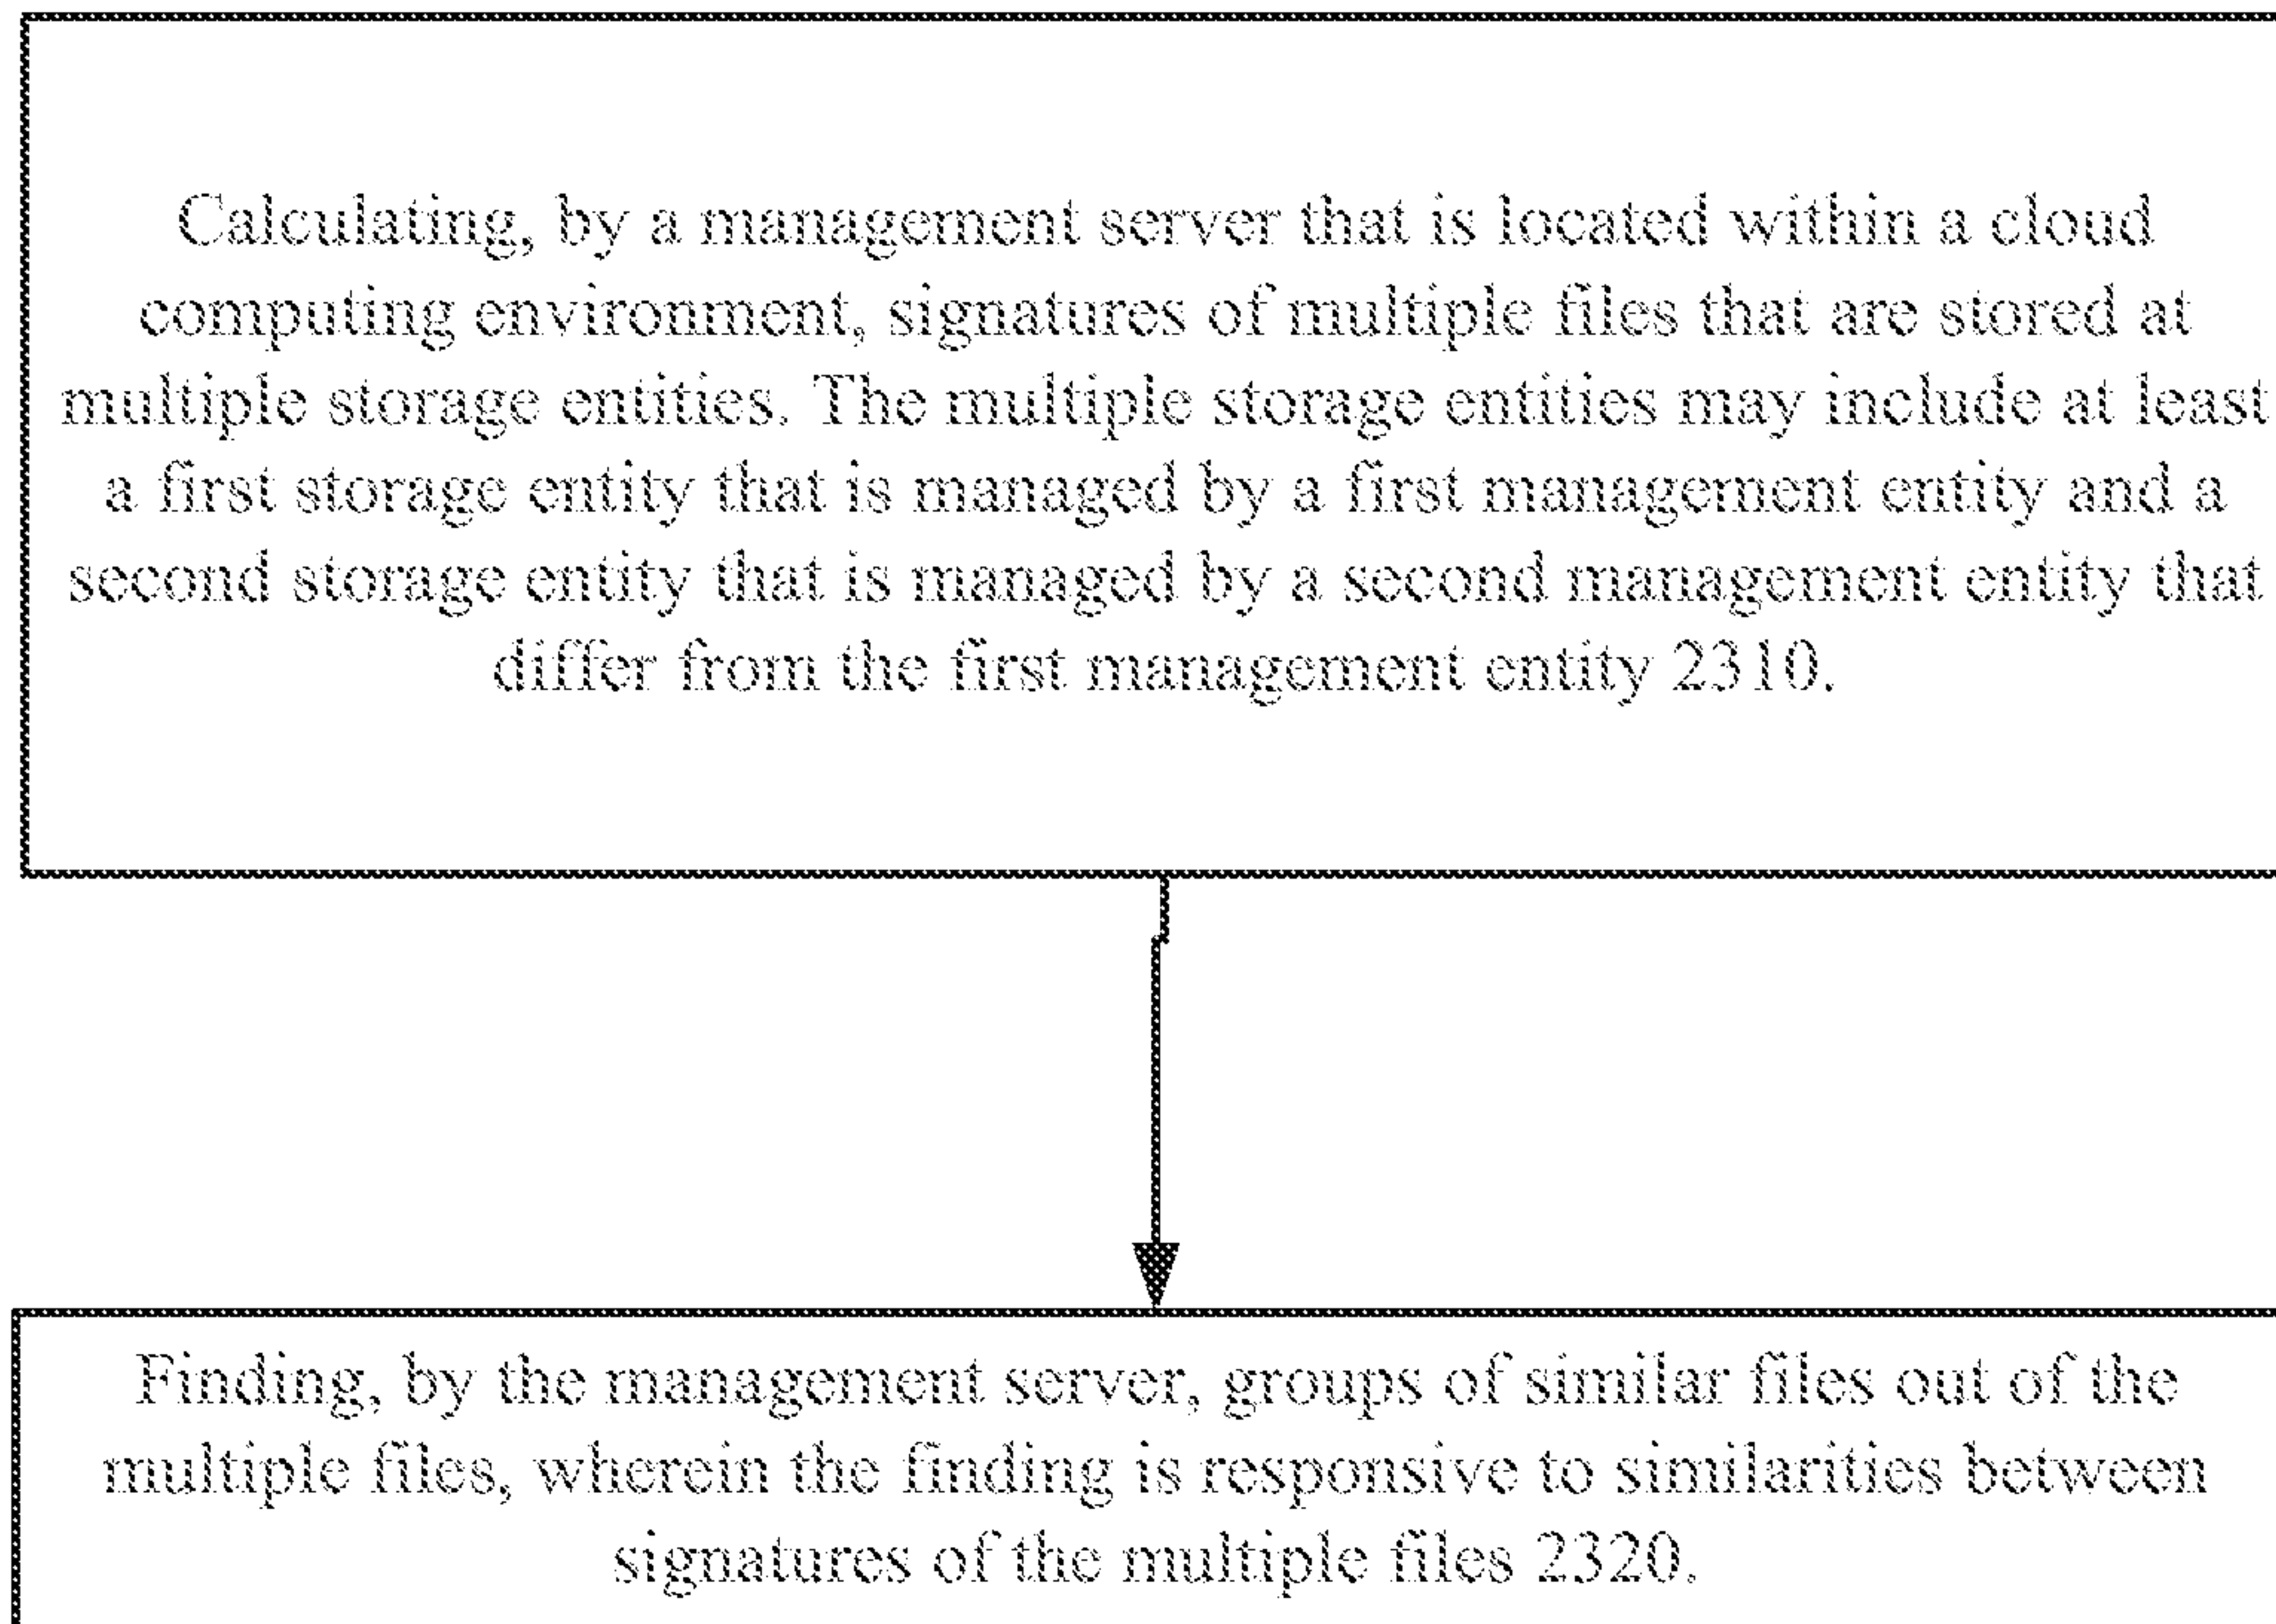 Calculating, by a management server that is located within a cloud
computing environment, signatures of multiple files that are stored at
multiple storage entities. The multiple storage entities may include at least
a first storage entity that is managed by a first management entity and a
second storage entity that is managed by a second management entity that
differ from the first management entity 2310.
Finding, by the management server, groups of similar files out of the
multiple files, wherein the finding is responsive to similarities between
signatures of the multiple files 2320.